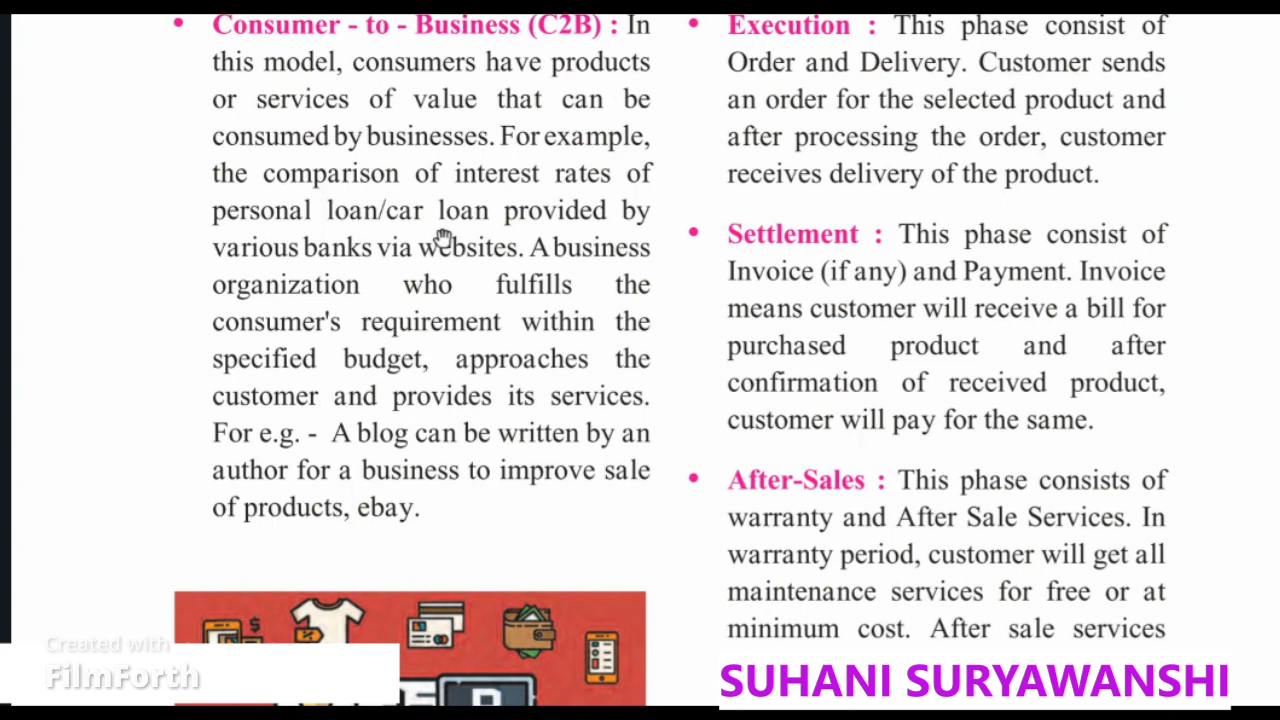 • Consumer - to - Business (C2B) : In
this model, consumers have products
or services of value that can be
consumed by businesses. For example,
the comparison of interest rates of
personal loan/car loan provided by
various banks via websites. A business
organization who fulfills the
consumer's requirement within the
specified budget, approaches the
customer and provides its services.
For e.g. - A blog can be written by an
author for a business to improve sale
of products, ebay.
• Execution : This phase consist of
Order and Delivery. Customer sends
an order for the selected product and
after processing the order, customer
receives delivery of the product.
• Settlement : This phase consist of
Invoice (if any) and Payment. Invoice
means customer will receive a bill for
purchased product and after
confirmation of received product,
customer will pay for the same.
• After-Sales : This phase consists of
warranty and After Sale Services. In
warranty period, customer will get all
maintenance services for free or at
minimum cost. After sale services
Created with
FilmForth
SUHANI SURYAWANSHI